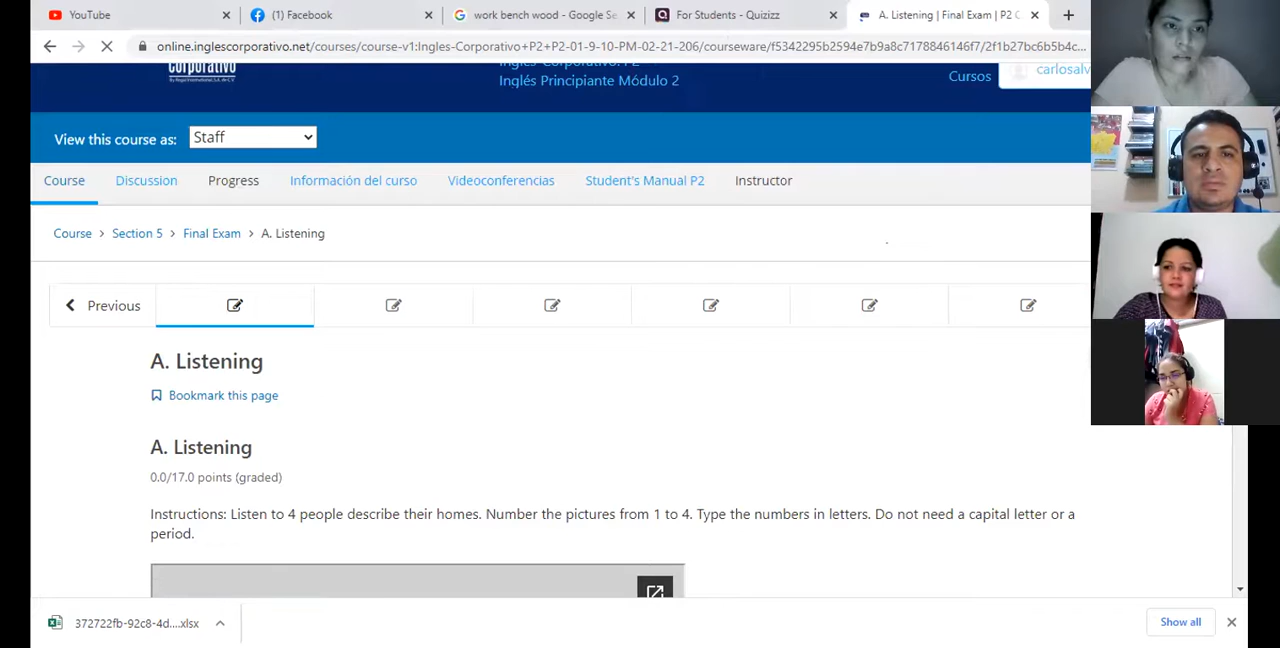 YouTube
(1) Facebook
work bench wood - Google Se
For Students - Quizizz
A. Listening | Final Exam | P2 C
online.inglescorporativo.net/courses/course-v1:Ingles-Corporativo+P2+P2-01-9-10-PM-02-21-206/courseware/f5342295b2594e7b9a8c7178846146f7/2f1b27bc6b5b4c...
Corporativo
Inglés Corporativo: P2
Inglés Principiante Módulo 2
Cursos
carlosalv
View this course as:
Staff
Course
Discussion
Progress
Información del curso
Videoconferencias
Student's Manual P2
Instructor
Course > Section 5 > Final Exam > A. Listening
Previous
A. Listening
Bookmark this page
A. Listening
0.0/17.0 points (graded)
Instructions: Listen to 4 people describe their homes. Number the pictures from 1 to 4. Type the numbers in letters. Do not need a capital letter or a
period.
372722fb-92c8-4d....xlsx
Show all